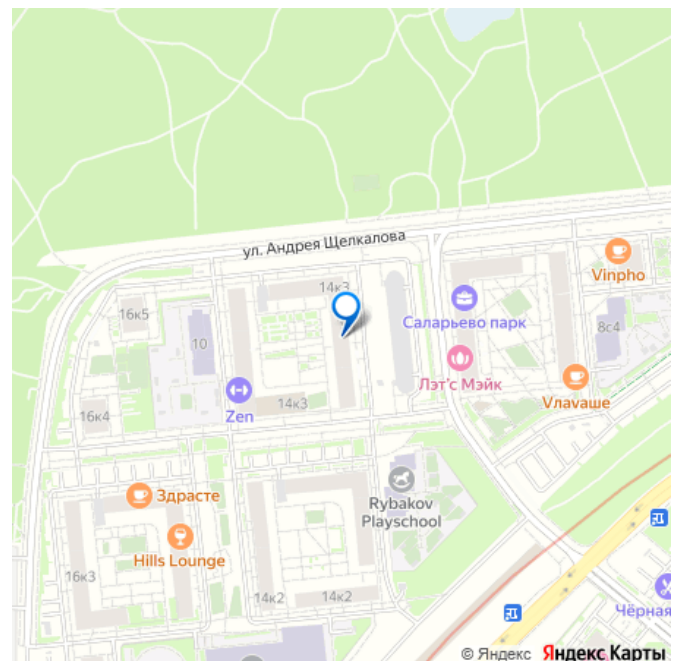 ул. Андрея Щелкалова
Vinpho
14к3
16к5
Саларьево парк
8с4
10
Лэт'с Мэйк
Vлаvаше
Zen
14к3
16к4
Rybakov
Playschool
Здрасте
Hills Lounge
16к3
14к2
14к2
Чёрная
© Яндекс Яндекс Карты